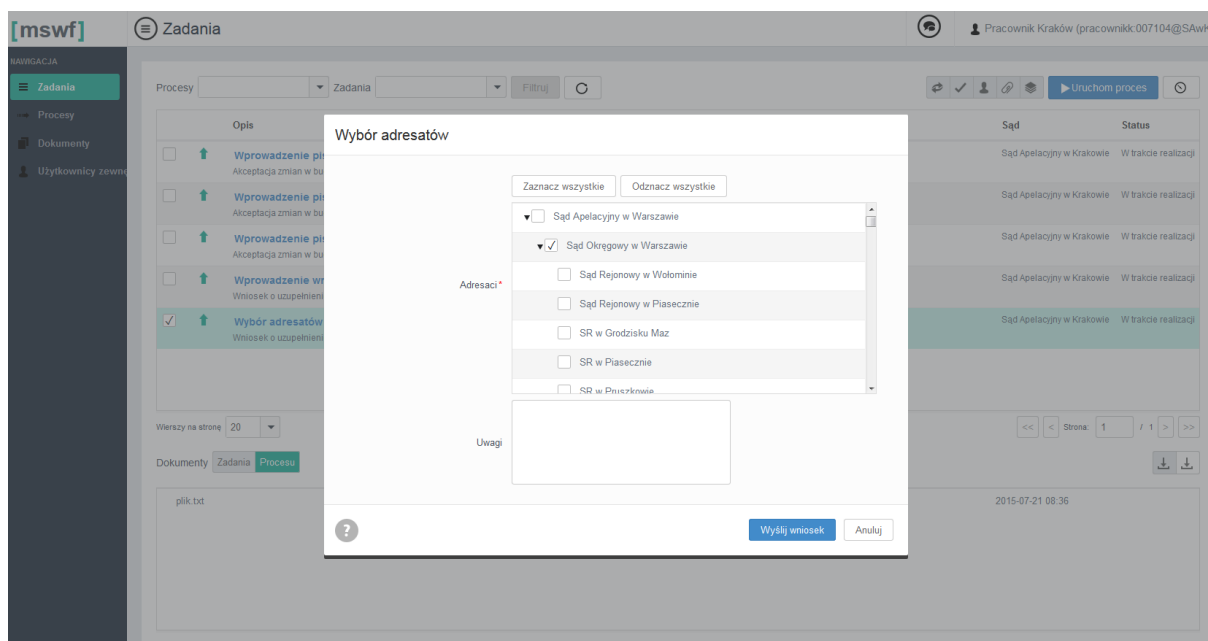 [mswf]
Zadania
Pracownik Kraków (pracownikk:007104@SAwK
NAWIGACJA
Zadania
Procesy
Dokumenty
Użytkownicy zewnę
Procesy
Zadania
Filtruj
Uruchom proces
Opis
Sąd
Status
Wprowadzenie pis
Akceptacja zmian w bu
Sąd Apelacyjny w Krakowie
W trakcie realizacji
Wprowadzenie pis
Akceptacja zmian w bu
Sąd Apelacyjny w Krakowie
W trakcie realizacji
Wprowadzenie pis
Akceptacja zmian w bu
Sąd Apelacyjny w Krakowie
W trakcie realizacji
Wprowadzenie wn
Wniosek o uzupełnieni
Sąd Apelacyjny w Krakowie
W trakcie realizacji
Wybór adresatów
Wniosek o uzupełnieni
Sąd Apelacyjny w Krakowie
W trakcie realizacji
Wybór adresatów
Zaznacz wszystkie
Odznacz wszystkie
Adresaci*
Sąd Apelacyjny w Warszawie
Sąd Okręgowy w Warszawie
Sąd Rejonowy w Wołominie
Sąd Rejonowy w Piasecznie
SR w Grodzisku Maz
SR w Piasecznie
SR w Pruszkowie
Uwagi
?
Wyślij wniosek
Anuluj
Wierszy na stronę 20
<< < Strona: 1 / 1 > >>
Dokumenty
Zadania
Procesu
plik.txt
2015-07-21 08:36